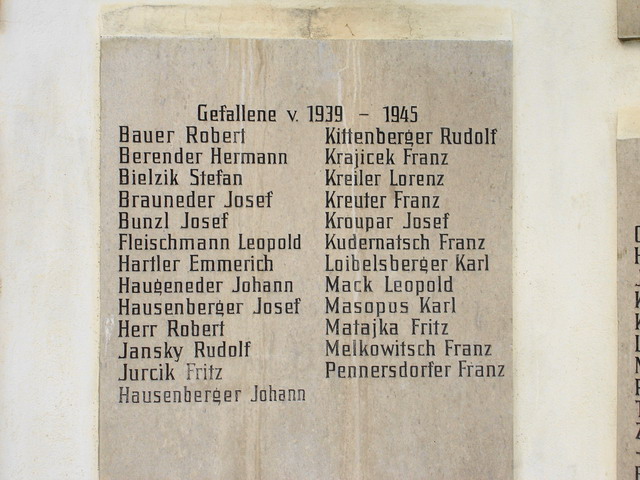 Gefallene v. 1939 – 1945
Bauer Robert
Berender Hermann
Bielzik Stefan
Brauneder Josef
Bunzl Josef
Fleischmann Leopold
Hartler Emmerich
Haugeneder Johann
Hausenberger Josef
Herr Robert
Jansky Rudolf
Jurcik Fritz
Hausenberger Johann
Kittenberger Rudolf
Krajicek Franz
Kreiler Lorenz
Kreuter Franz
Kroupar Josef
Kudernatsch Franz
Loibelsberger Karl
Mack Leopold
Masopus Karl
Matajka Fritz
Melkowitsch Franz
Pennersdorfer Franz